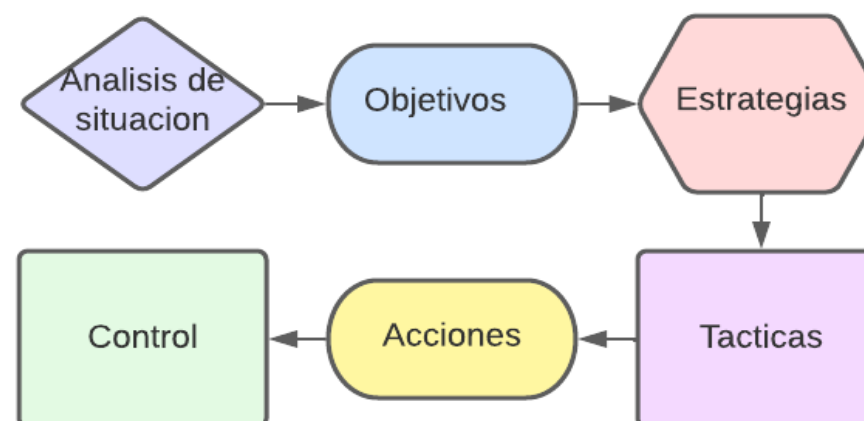 Analisis de
situacion
Objetivos
Estrategias
Tacticas
Acciones
Control